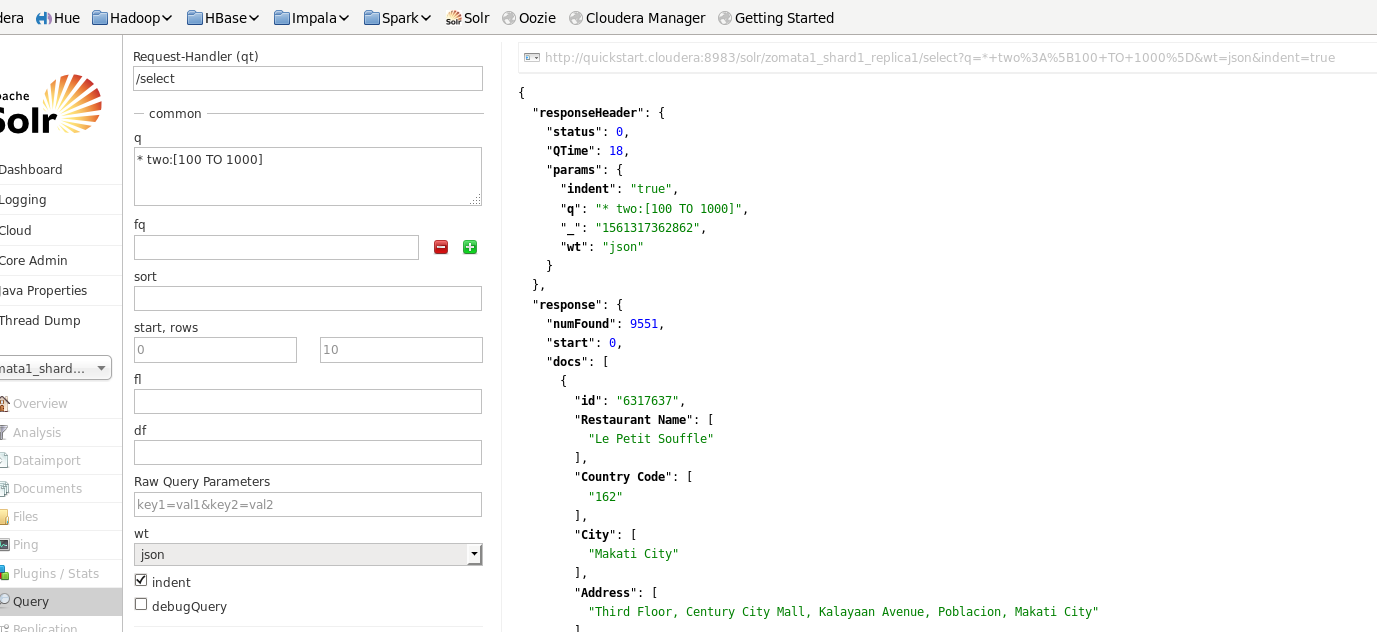 dera Hue Hadoop HBase Impala Spark Solr Oozie Cloudera Manager Getting Started
pache
Solr
Dashboard
Logging
Cloud
Core Admin
Java Properties
Thread Dump
mata1_shard...
Overview
Analysis
Dataimport
Documents
Files
Ping
Plugins / Stats
Query
Replication
Request-Handler (qt)
/select
common
q
* two:[100 TO 1000]
fq
sort
start, rows
0 10
fl
df
Raw Query Parameters
key1=val1&key2=val2
wt
json
indent
debugQuery
http://quickstart.cloudera:8983/solr/zomata1_shard1_replica1/select?q=*+two%3A%5B100+TO+1000%5D&wt=json&indent=true
{
"responseHeader": {
"status": 0,
"QTime": 18,
"params": {
"indent": "true",
"q": "* two:[100 TO 1000]",
"_": "1561317362862",
"wt": "json"
}
},
"response": {
"numFound": 9551,
"start": 0,
"docs": [
{
"id": "6317637",
"Restaurant Name": [
"Le Petit Souffle"
],
"Country Code": [
"162"
],
"City": [
"Makati City"
],
"Address": [
"Third Floor, Century City Mall, Kalayaan Avenue, Poblacion, Makati City"
]